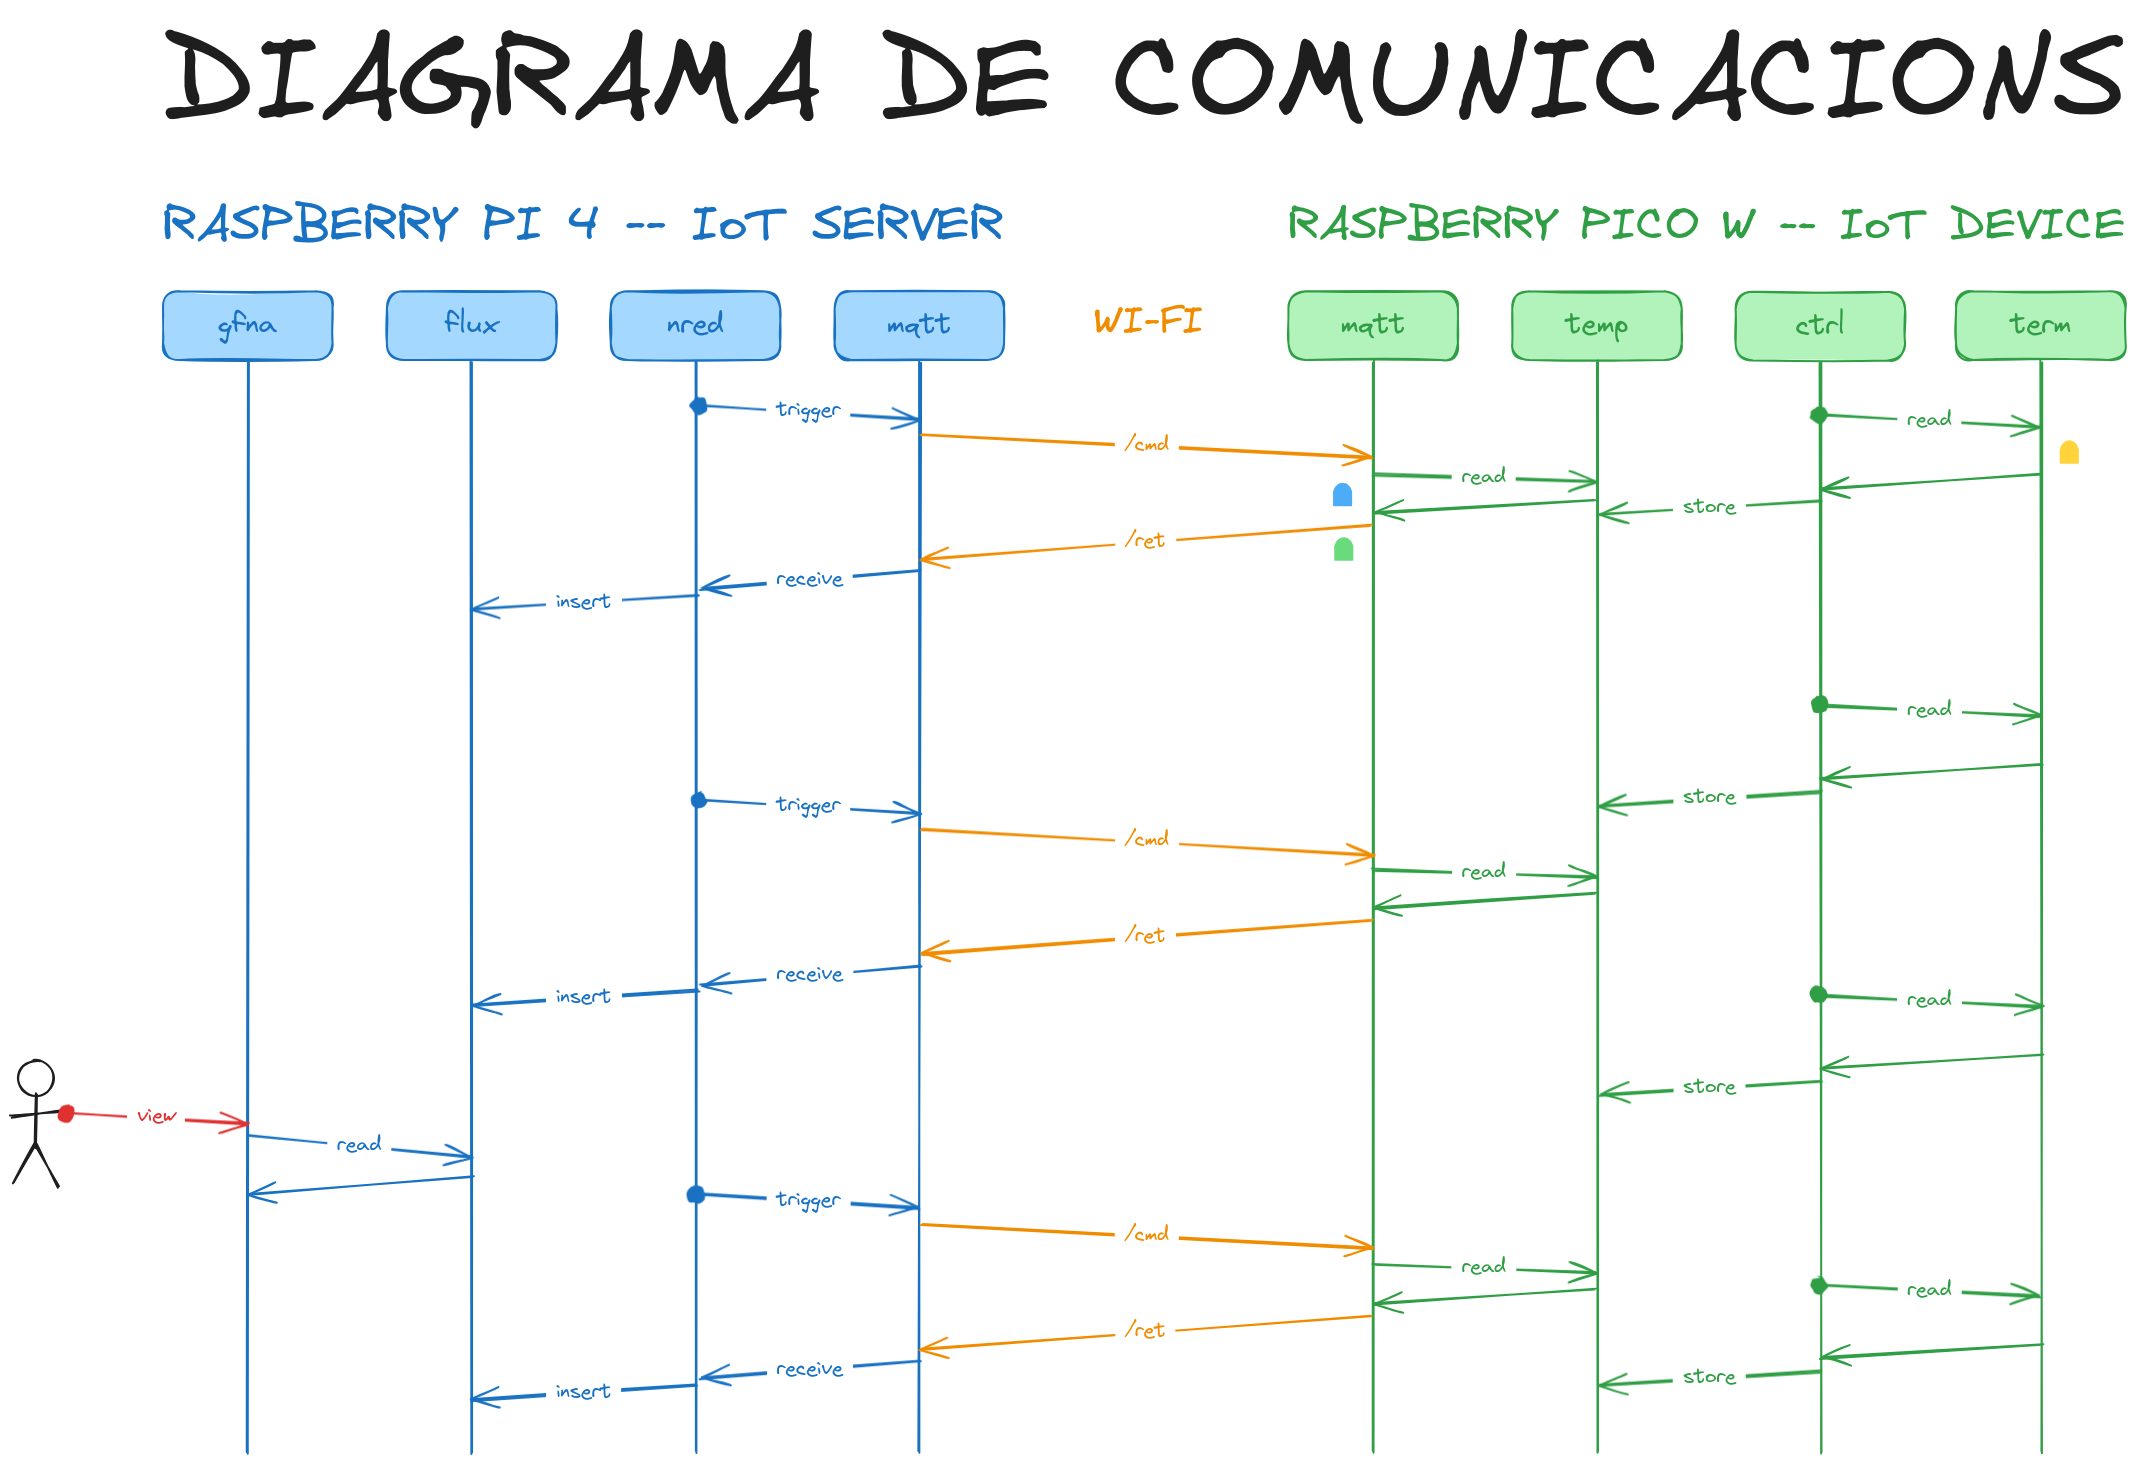 DIAGRAMA DE COMUNICACIONS
RASPBERRY PI 4 -- IoT SERVER
RASPBERRY PICO W -- IoT DEVICE
gfna
flux
nred
mqtt
WI-FI
mqtt
temp
ctrl
term
trigger
read
/cmd
read
store
/ret
receive
insert
read
trigger
store
/cmd
read
/ret
receive
insert
read
store
view
read
trigger
/cmd
read
read
/ret
receive
store
insert